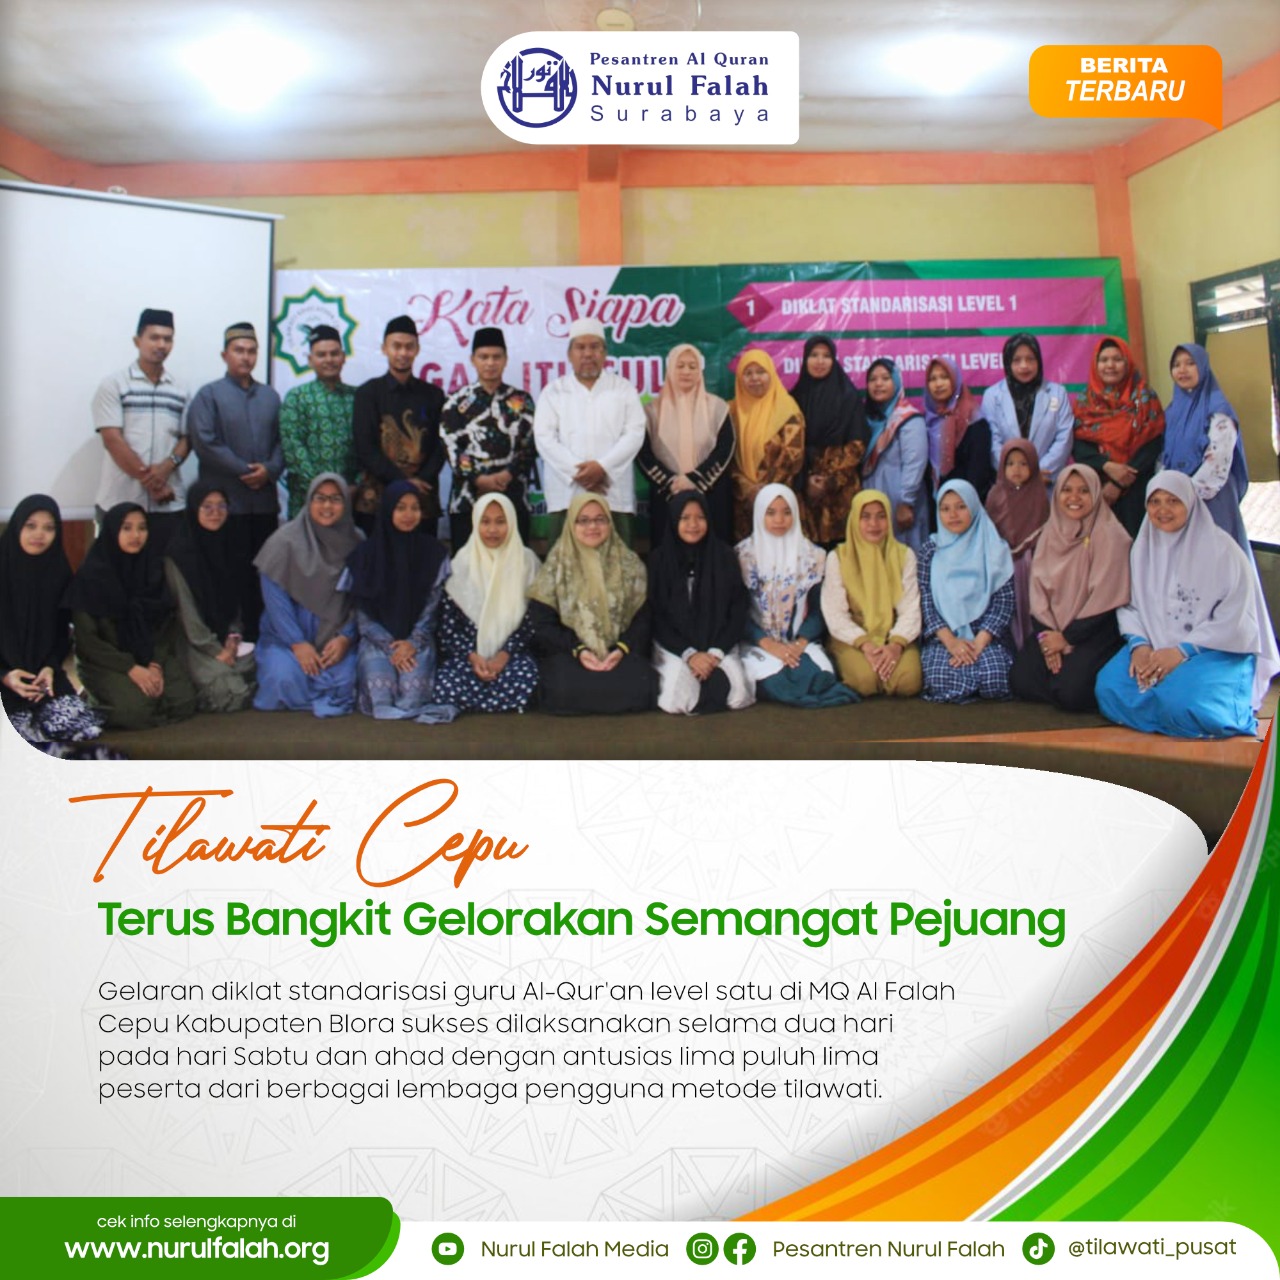 Pesantren Al Quran
Nurul Falah
Surabaya
BERITA
TERBARU
Kata Siapa
1 DIKLAT STANDARISASI LEVEL 1
STANDARISASI LEVEL
Tilawati Cepu
Terus Bangkit Gelorakan Semangat Pejuang
Gelaran diklat standarisasi guru Al-Qur'an level satu di MQ Al Falah
Cepu Kabupaten Blora sukses dilaksanakan selama dua hari
pada hari Sabtu dan ahad dengan antusias lima puluh lima
peserta dari berbagai lembaga pengguna metode tilawati.
cek info selengkapnya di
www.nurulfalah.org
Nurul Falah Media
Pesantren Nurul Falah
@tilawati_pusat